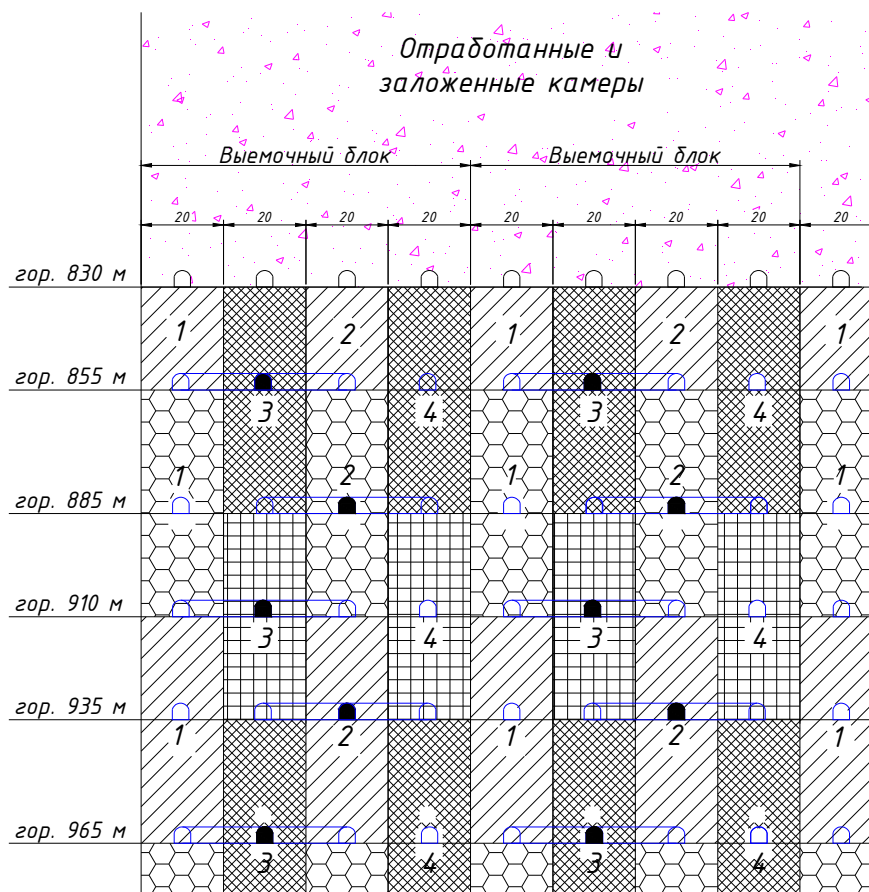 Отработанные и
заложенные камеры
Выемочный блок Выемочный блок
20 20 20 20 20 20 20 20 20
гор. 830 м
1 2 1 2 1
гор. 855 м
3 4 3 4
1 2 1 2 1
гор. 885 м
гор. 910 м
3 4 3 4
гор. 935 м
1 2 1 2 1
гор. 965 м
3 4 3 4